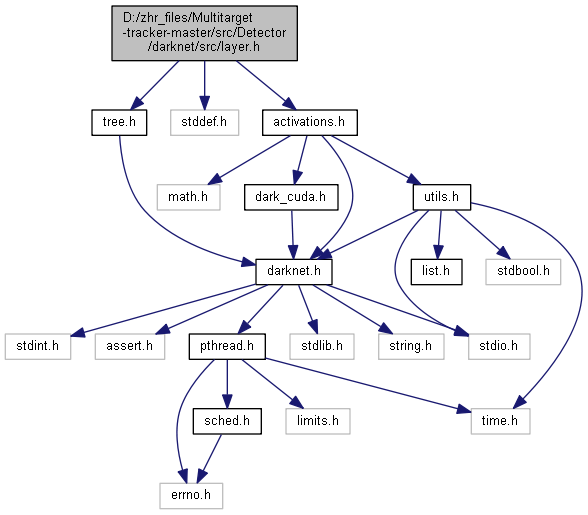 D:/zhr_files/Multitarget
-tracker-master/src/Detector
/darknet/src/layer.h
tree.h
stddef.h
activations.h
math.h
dark_cuda.h
utils.h
darknet.h
list.h
stdbool.h
stdint.h
assert.h
pthread.h
stdlib.h
string.h
stdio.h
sched.h
limits.h
time.h
errno.h